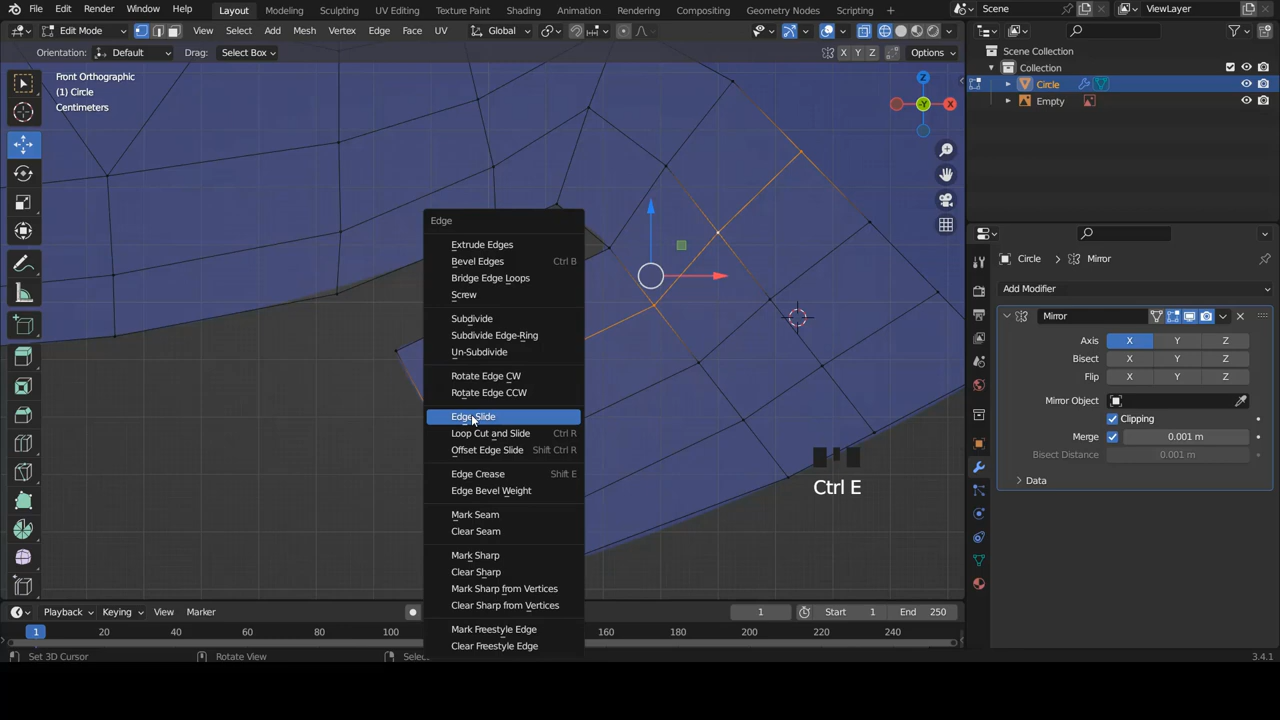 File Edit Render Window Help Layout Modeling Sculpting UV Editing Texture Paint Shading Animation Rendering Compositing Geometry Nodes Scripting Scene ViewLayer
Edit Mode View Select Add Mesh Vertex Edge Face UV Global
Orientation: Default Drag: Select Box X Y Z Options
Front Orthographic
(1) Circle
Centimeters
Z
Y
X
Edge
Extrude Edges
Bevel Edges Ctrl B
Bridge Edge Loops
Screw
Subdivide
Subdivide Edge-Ring
Un-Subdivide
Rotate Edge CW
Rotate Edge CCW
Edge Slide
Loop Cut and Slide Ctrl R
Offset Edge Slide Shift Ctrl R
Edge Crease Shift E
Edge Bevel Weight
Mark Seam
Clear Seam
Mark Sharp
Clear Sharp
Mark Sharp from Vertices
Clear Sharp from Vertices
Mark Freestyle Edge
Clear Freestyle Edge
Ctrl E
Scene Collection
Collection
Circle
Empty
Circle Mirror
Add Modifier
Mirror
Axis X Y Z
Bisect X Y Z
Flip X Y Z
Mirror Object
Clipping
Merge 0.001 m
Bisect Distance 0.001 m
Data
Playback Keying View Marker 1 Start 1 End 250
1 20 40 60 80 100 160 180 200 220 240
Set 3D Cursor Rotate View Selec 3.4.1